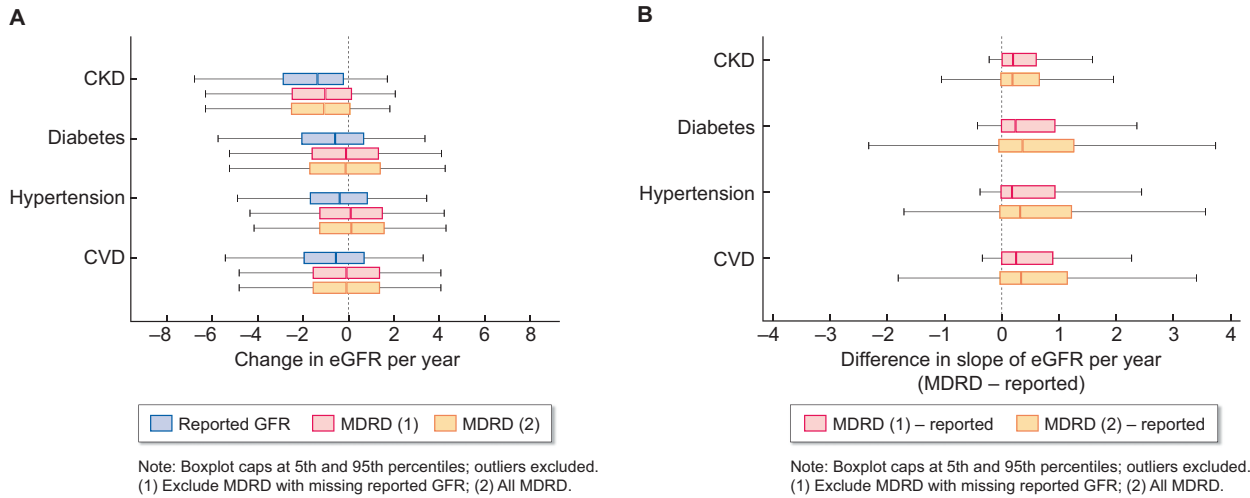 A
CKD
Diabetes
Hypertension
CVD
–8 –6 –4 –2 0 2 4 6 8
Change in eGFR per year
Reported GFR MDRD (1) MDRD (2)
Note: Boxplot caps at 5th and 95th percentiles; outliers excluded.
(1) Exclude MDRD with missing reported GFR; (2) All MDRD.
B
CKD
Diabetes
Hypertension
CVD
–4 –3 –2 –1 0 1 2 3 4
Difference in slope of eGFR per year
(MDRD – reported)
MDRD (1) – reported MDRD (2) – reported
Note: Boxplot caps at 5th and 95th percentiles; outliers excluded.
(1) Exclude MDRD with missing reported GFR; (2) All MDRD.